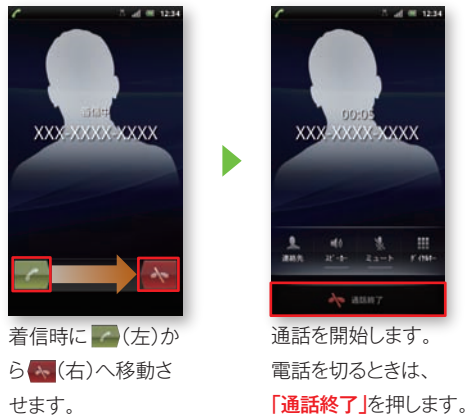 12:34
着信中
XXX-XXXX-XXXX
着信時に (左)か
ら (右)へ移動さ
せます。
12:34
00:05
XXX-XXXX-XXXX
連絡先 スピーカー ミュート ダイヤルキー
通話終了
通話を開始します。
電話を切るときは、
「通話終了」を押します。